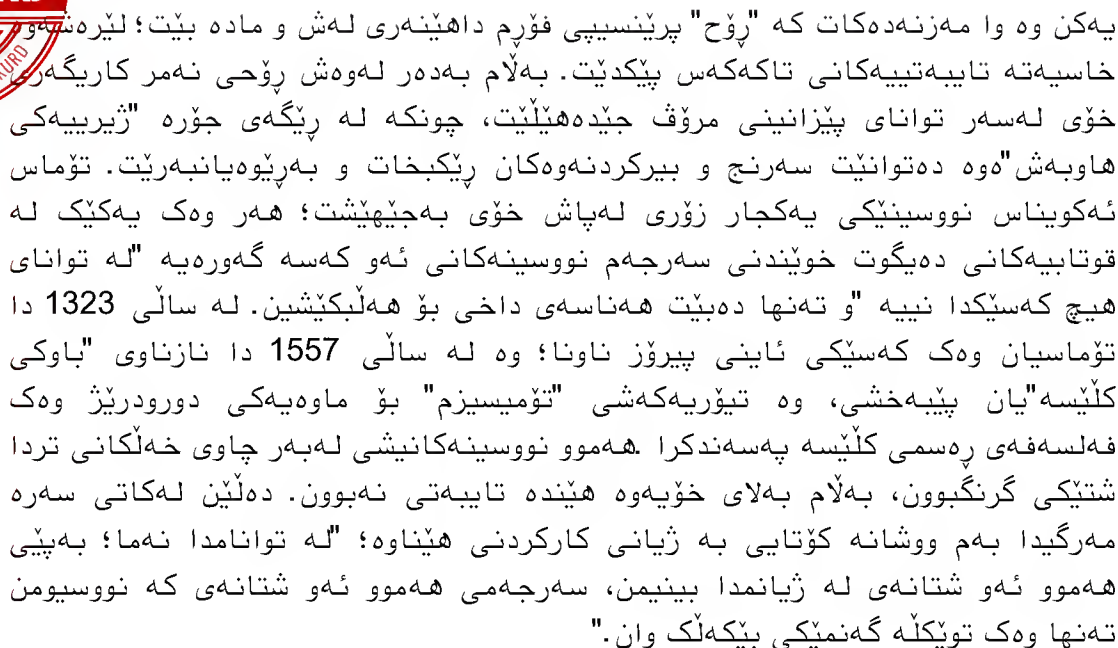 یەکن وە وا مەزنەدەکات کە "ڕۆح" پرێنسیپی فۆڕم داهێنەری لەش و مادە بێت؛ لێرەشەوە
خاسیەتە تایبەتییەکانی تاکەکەس پێکدێت. بەڵام بەدەر لەوەش ڕۆحی نەمر کاریگەری
خۆی لەسەر توانای پێزانینی مرۆڤ جێدەهێڵێت، چونکە لە ڕێگەی جۆرە "ژیرییەکی
هاوبەش"ەوە دەتوانێت سەرنج و بیرکردنەوەکان ڕێکبخات و بەڕێوەیانبەرێت. تۆماس
ئەکویناس نووسینێکی یەکجار زۆری لەپاش خۆی بەجێهێشت؛ هەر وەک یەکێک لە
قوتابیەکانی دەیگوت خوێندنی سەرجەم نووسینەکانی ئەو کەسە گەورەیە "لە توانای
هیچ کەسێکدا نییە "و تەنها دەبێت هەناسەی داخی بۆ هەڵبکێشین. لە ساڵی 1323 دا
تۆماسیان وەک کەسێکی ئاینی پیرۆز ناونا؛ وە لە ساڵی 1557 دا نازناوی "باوکی
کڵێسە"یان پێبەخشی، وە تیۆریەکەشی "تۆمیسیزم" بۆ ماوەیەکی دوورودرێژ وەک
فەلسەفەی ڕەسمی کڵێسە پەسەندکرا .هەموو نووسینەکانیشی لەبەر چاوی خەڵکانی تردا
شتێکی گرنگبوون، بەڵام بەلای خۆیەوە هێندە تایبەتی نەبوون. دەڵێن لەکاتی سەرە
مەرگیدا بەم ووشانە کۆتایی بە ژیانی کارکردنی هێناوە؛ "لە توانامدا نەما؛ بەپێی
هەموو ئەو شتانەی لە ژیانمدا بینیمن، سەرجەمی هەموو ئەو شتانەی کە نووسیومن
تەنها وەک توێکڵە گەنمێکی بێکەڵک وان."